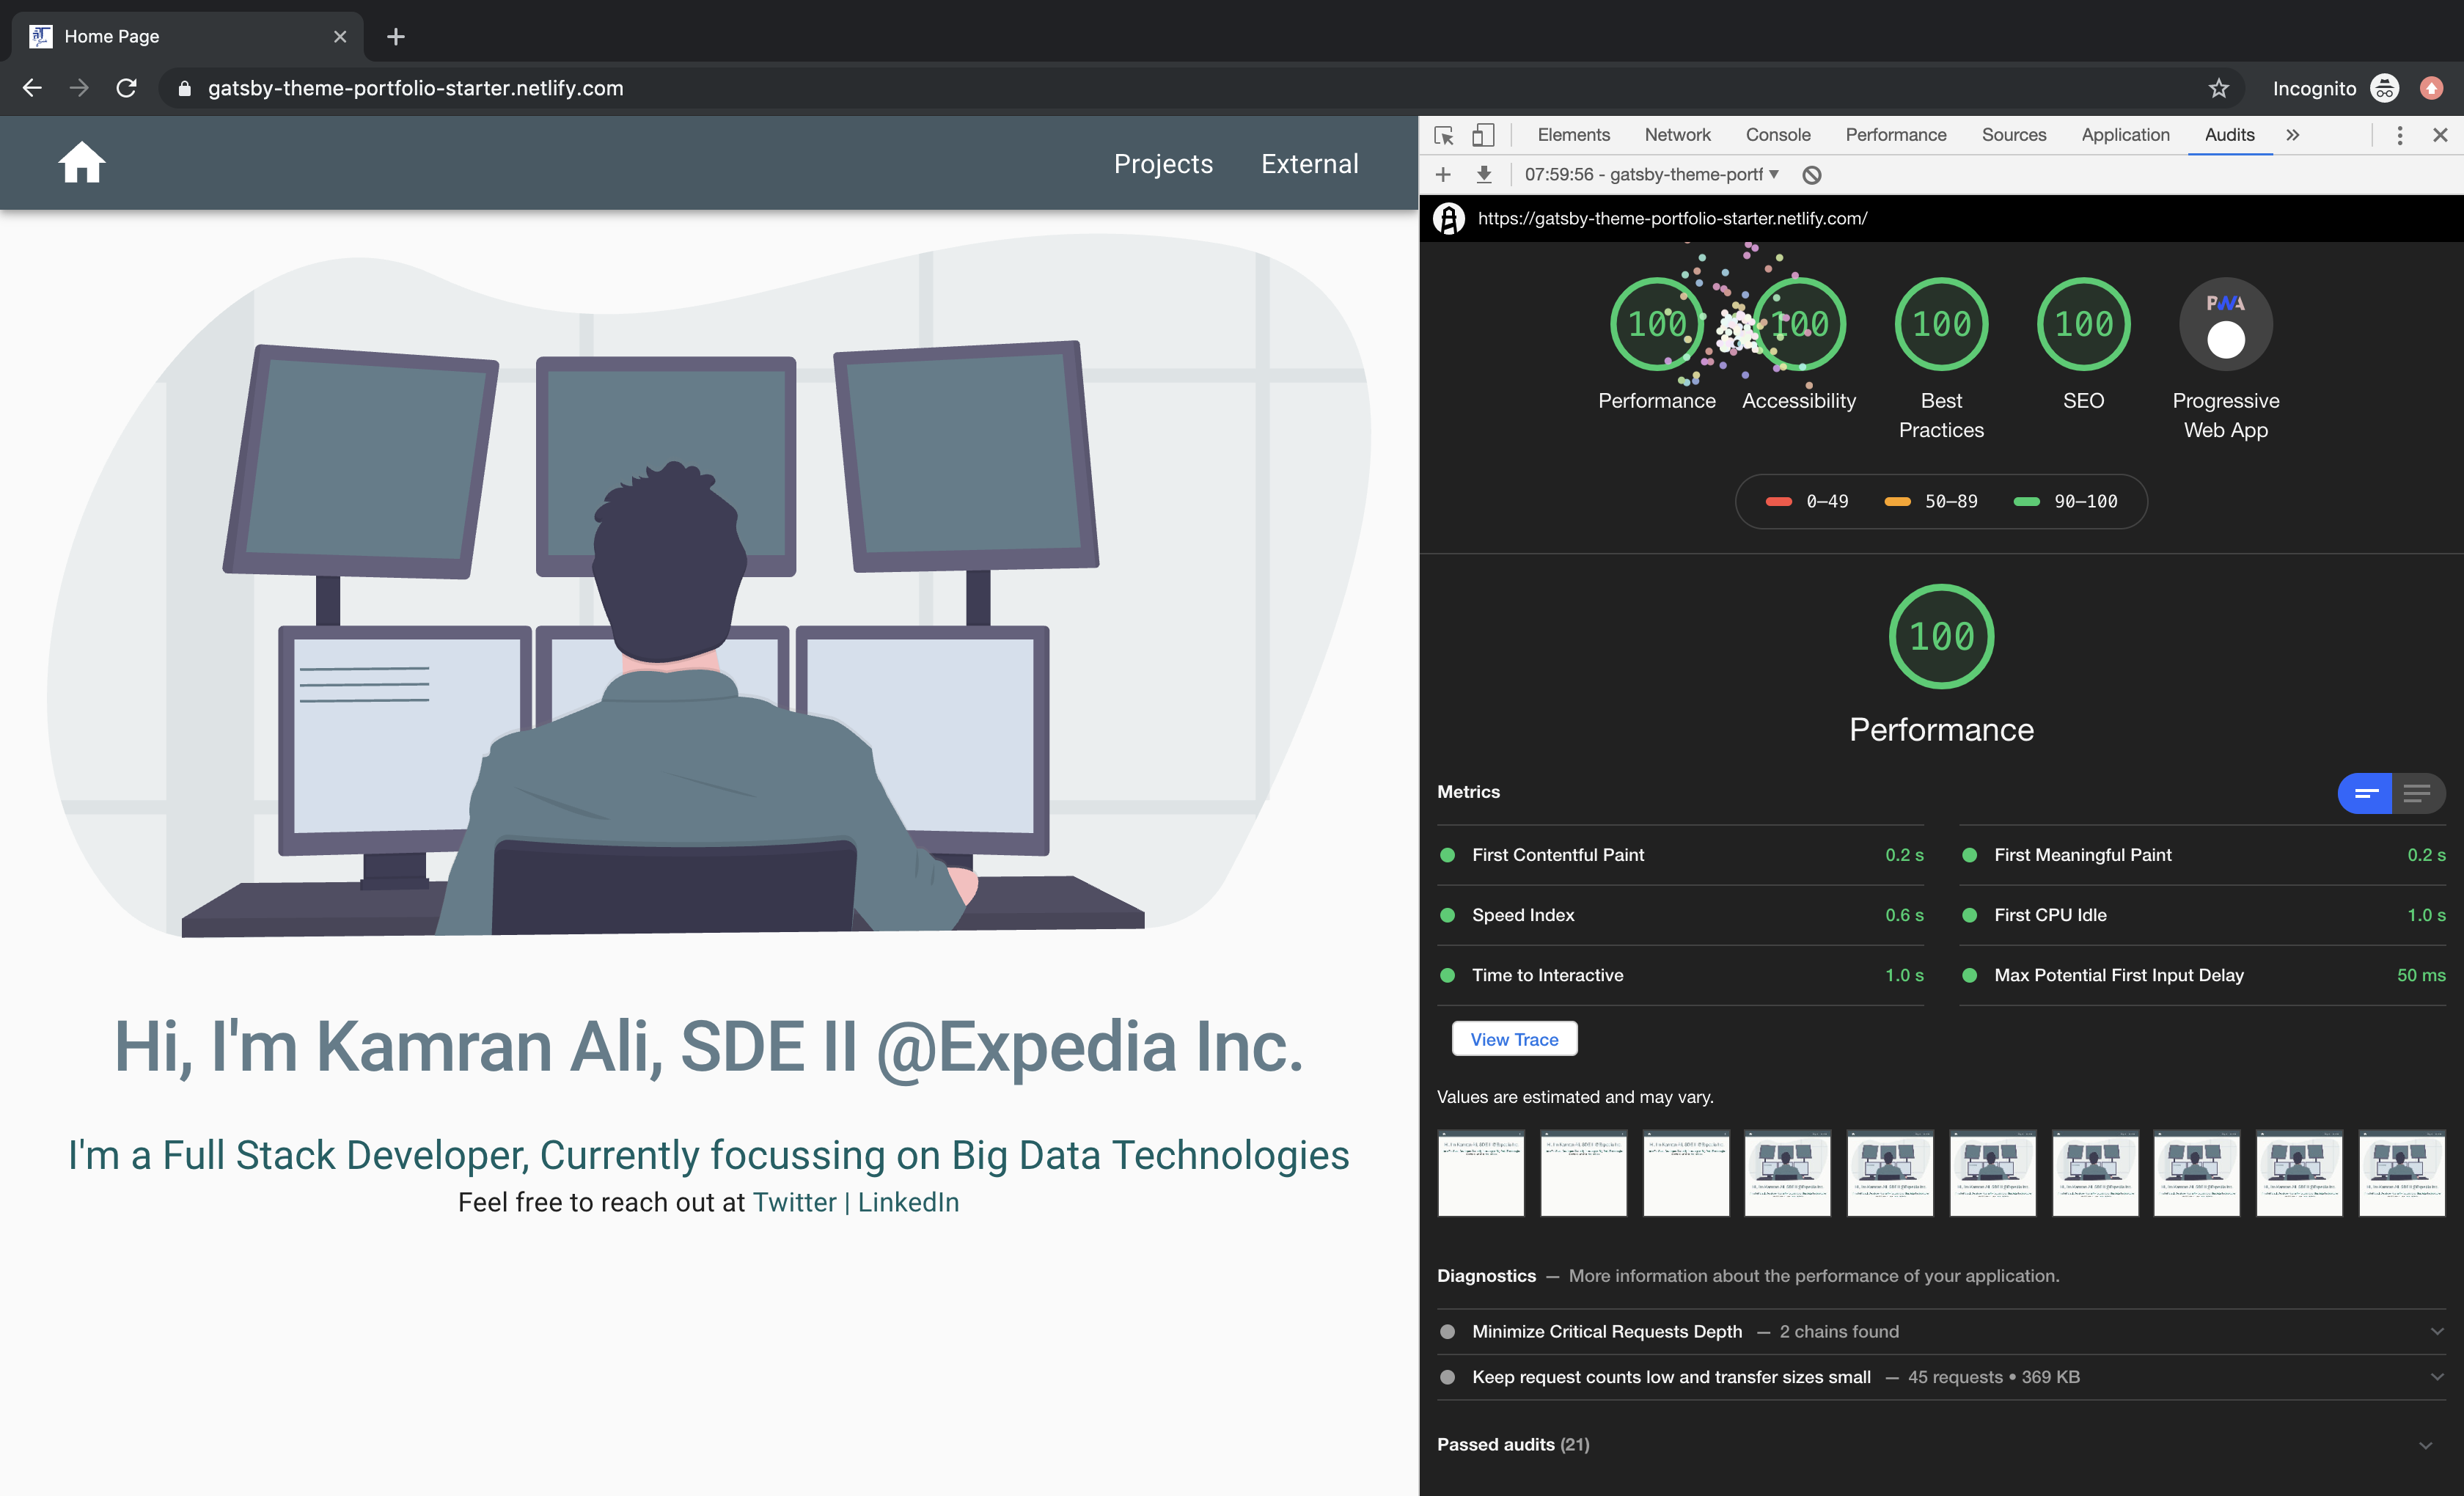 Home Page
gatsby-theme-portfolio-starter.netlify.com
Incognito
Projects External
Hi, I'm Kamran Ali, SDE II @Expedia Inc.
I'm a Full Stack Developer, Currently focussing on Big Data Technologies
Feel free to reach out at Twitter | LinkedIn
Elements Network Console Performance Sources Application Audits
07:59:56 - gatsby-theme-portf
https://gatsby-theme-portfolio-starter.netlify.com/
100 100 100 100 PWA
Performance Accessibility Best Practices SEO Progressive Web App
0–49 50–89 90–100
100
Performance
Metrics
First Contentful Paint 0.2 s
First Meaningful Paint 0.2 s
Speed Index 0.6 s
First CPU Idle 1.0 s
Time to Interactive 1.0 s
Max Potential First Input Delay 50 ms
View Trace
Values are estimated and may vary.
Diagnostics — More information about the performance of your application.
Minimize Critical Requests Depth — 2 chains found
Keep request counts low and transfer sizes small — 45 requests • 369 KB
Passed audits (21)